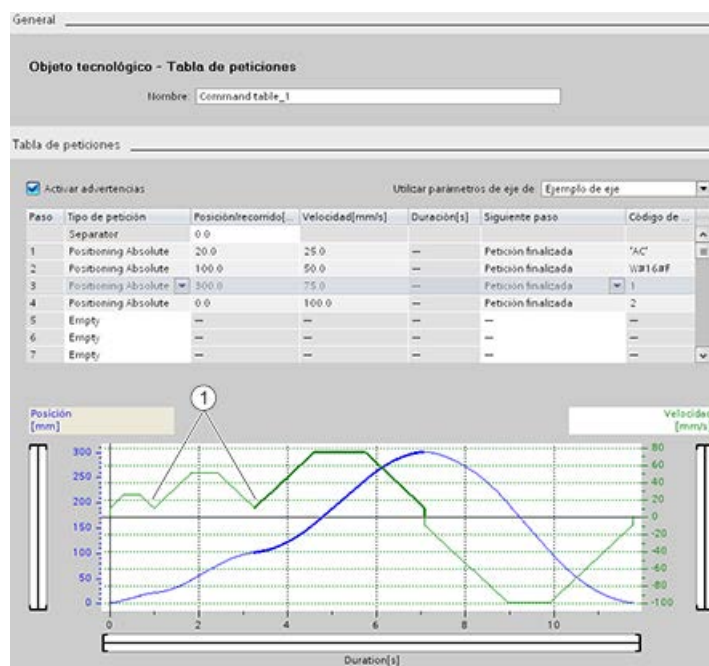 General
Objeto tecnológico - Tabla de peticiones
Nombre: Command table_1
Tabla de peticiones
Activar advertencias Utilizar parámetros de eje de Ejemplo de eje
Paso Tipo de petición Posición/recorrido[... Velocidad[mm/s] Duración[s] Siguiente paso Código de ...
Separator 0.0
1 Positioning Absolute 20.0 25.0 — Petición finalizada "AC"
2 Positioning Absolute 100.0 50.0 — Petición finalizada W#16#F
3 Positioning Absolute 300.0 75.0 — Petición finalizada 1
4 Positioning Absolute 0.0 100.0 — Petición finalizada 2
5 Empty — — — — —
6 Empty — — — — —
7 Empty — — — — —
1
Posición Velocidad
[mm] [mm/s]
300 80
250 60
40
200 20
150 0
-20
100 -40
50 -60
-80
0 -100
0 2 4 6 8 10
Duration[s]